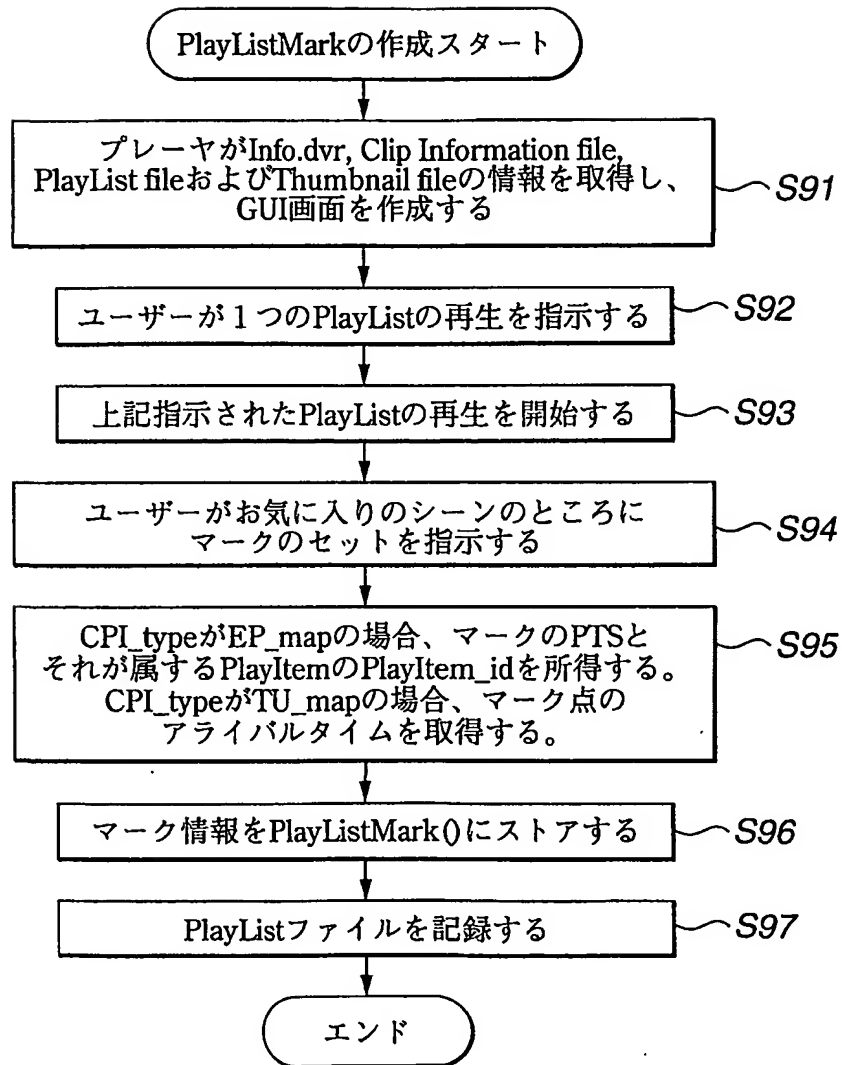 PlayListMarkの作成スタート
プレーヤがInfo.dvr, Clip Information file,
PlayList fileおよびThumbnail fileの情報を取得し、
GUI画面を作成する
S91
ユーザーが１つのPlayListの再生を指示する
S92
上記指示されたPlayListの再生を開始する
S93
ユーザーがお気に入りのシーンのところに
マークのセットを指示する
S94
CPI_typeがEP_mapの場合、マークのPTSと
それが属するPlayItemのPlayItem_idを所得する。
CPI_typeがTU_mapの場合、マーク点の
アライバルタイムを取得する。
S95
マーク情報をPlayListMark()にストアする
S96
PlayListファイルを記録する
S97
エンド